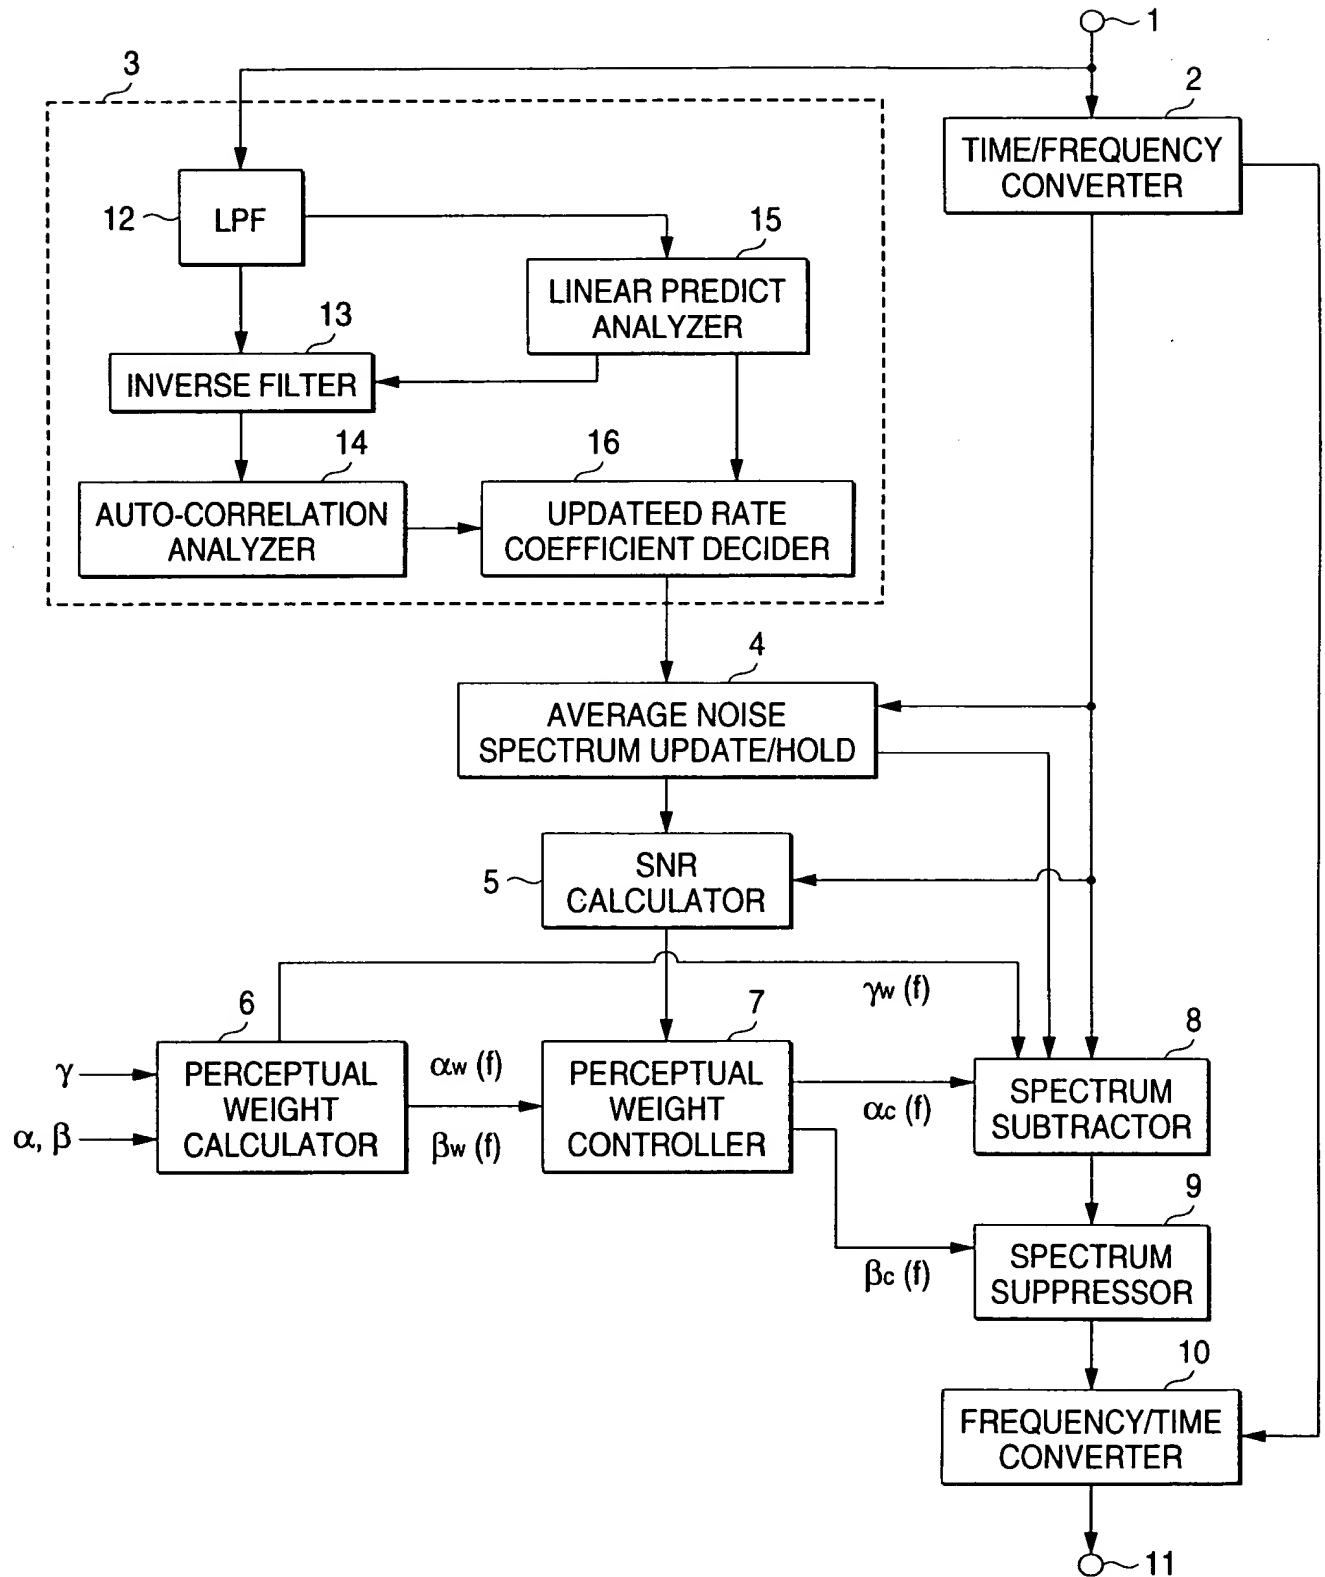 1
3
2
TIME/FREQUENCY
CONVERTER
12
LPF
15
LINEAR PREDICT
ANALYZER
13
INVERSE FILTER
14
AUTO-CORRELATION
ANALYZER
16
UPDATEED RATE
COEFFICIENT DECIDER
4
AVERAGE NOISE
SPECTRUM UPDATE/HOLD
5
SNR
CALCULATOR
γw (f)
6
PERCEPTUAL
WEIGHT
CALCULATOR
γ
α, β
αw (f)
βw (f)
7
PERCEPTUAL
WEIGHT
CONTROLLER
αc (f)
βc (f)
8
SPECTRUM
SUBTRACTOR
9
SPECTRUM
SUPPRESSOR
10
FREQUENCY/TIME
CONVERTER
11